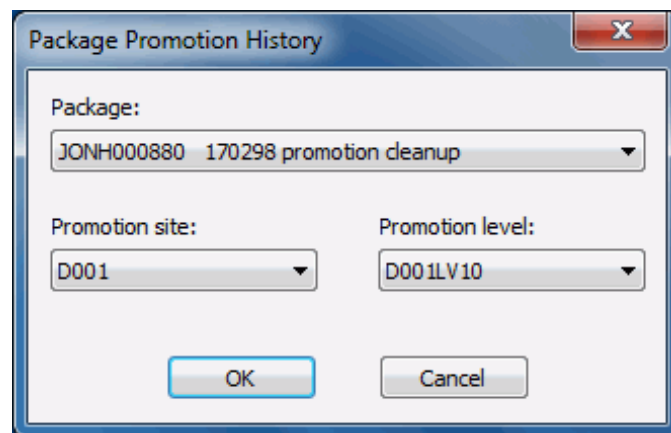 Package Promotion History
Package:
JONH000880 170298 promotion cleanup
Promotion site: Promotion level:
D001 D001LV10
OK Cancel